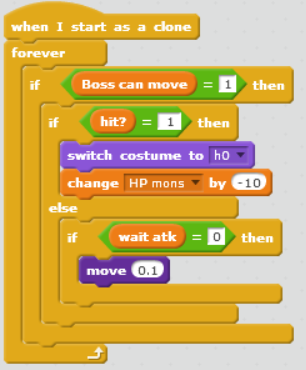 when I start as a clone
forever
if Boss can move = 1 then
if hit? = 1 then
switch costume to h0
change HP mons by -10
else
if wait atk = 0 then
move 0.1